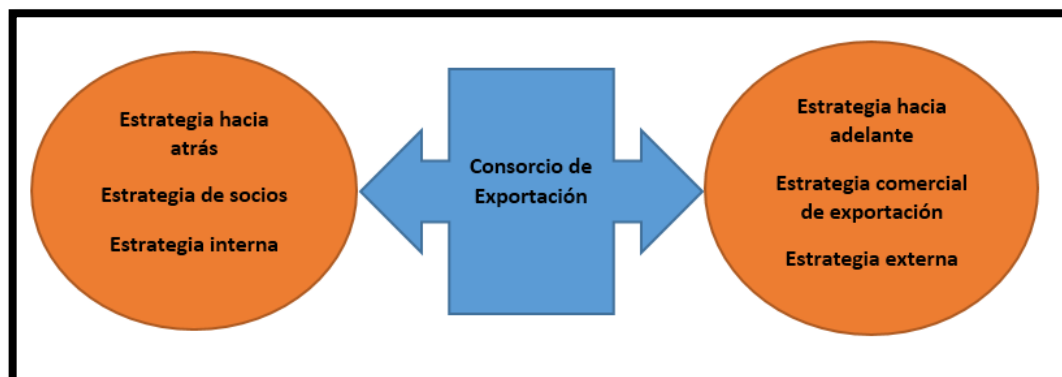 Estrategia hacia
atrás
Estrategia de socios
Estrategia interna
Consorcio de
Exportación
Estrategia hacia
adelante
Estrategia comercial
de exportación
Estrategia externa